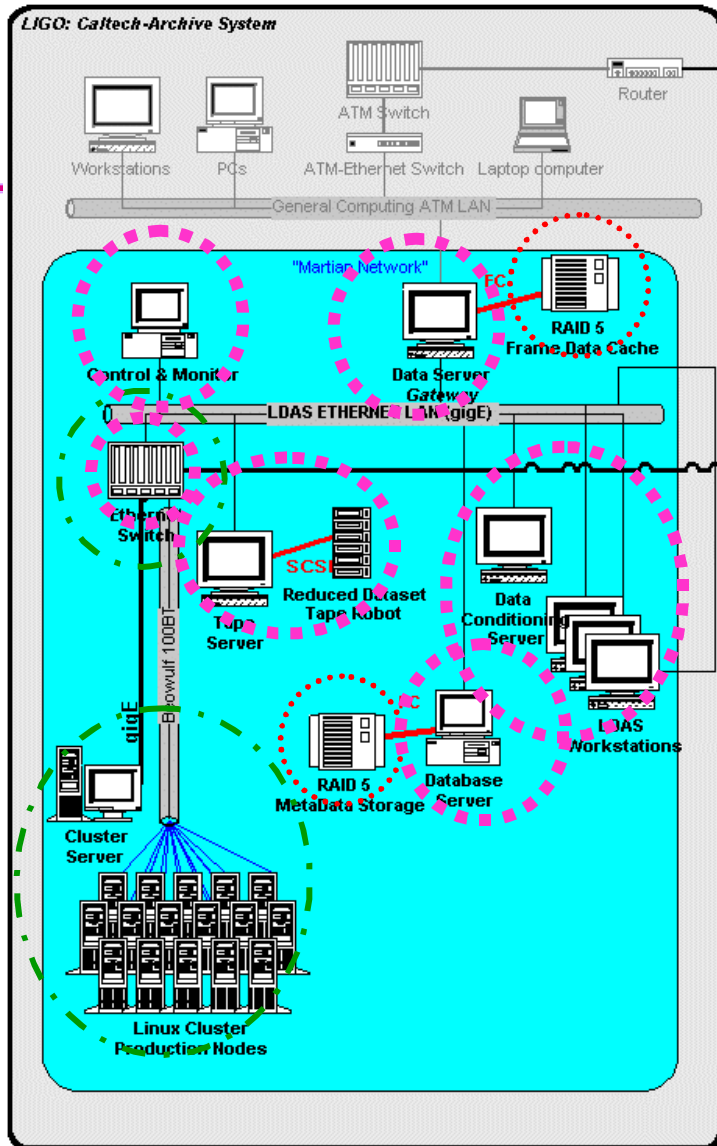 LIGO: Caltech-Archive System
Router
ATM Switch
Workstations
PCs
ATM-Ethernet Switch
Laptop computer
General Computing ATM LAN
"Martian Network"
FC
RAID 5
Frame Data Cache
Control & Monitor
Data Server
Gateway
LDAS ETHERNET LAN (gigE)
Ethernet
Switch
SCSI
Reduced Dataset
Tape Robot
Tape
Server
Data
Conditioning
Server
Beowulf 100BT
gigE
FC
LDAS
Workstations
RAID 5
MetaData Storage
Database
Server
Cluster
Server
Linux Cluster
Production Nodes